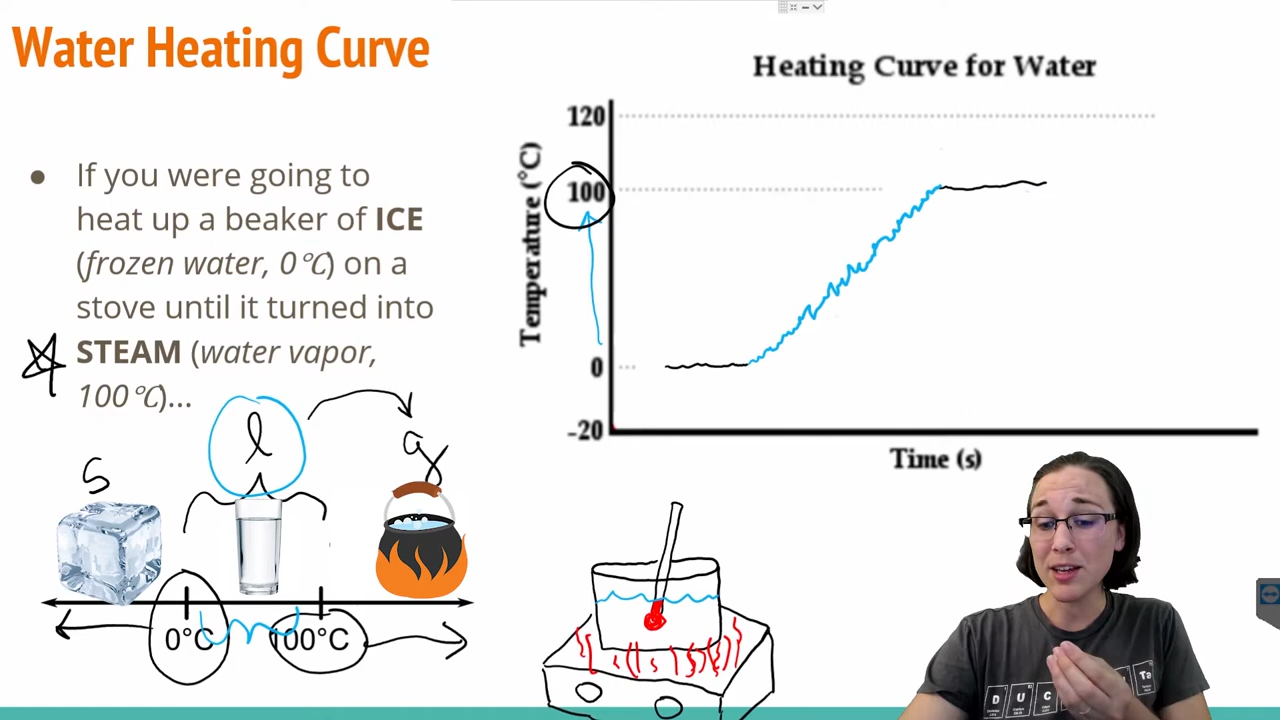 Water Heating Curve
● If you were going to
heat up a beaker of ICE
(frozen water, 0℃) on a
stove until it turned into
STEAM (water vapor,
100℃)...
s
l
g
0°C
100°C
Heating Curve for Water
Temperature (°C)
120
100
0
-20
Time (s)
D U C
Ta